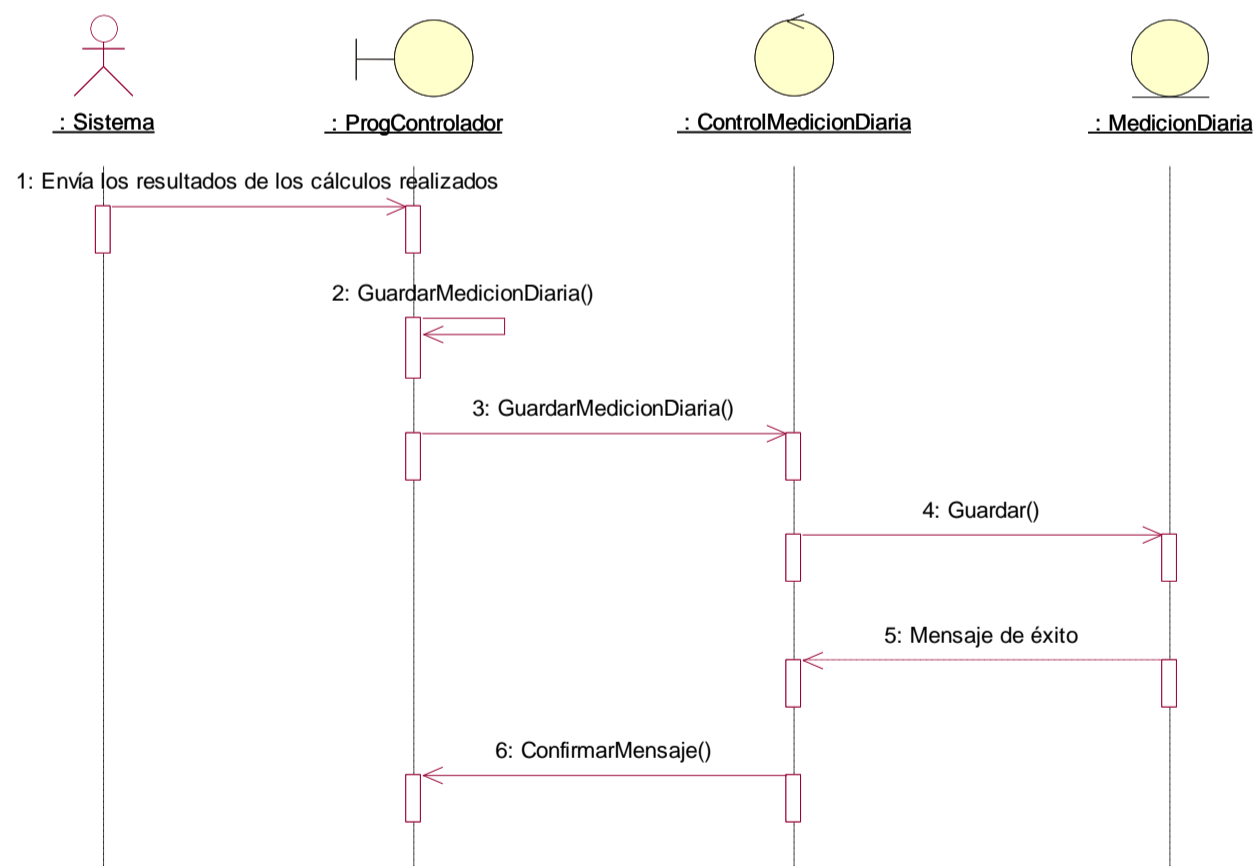 : Sistema
: ProgControlador
: ControlMedicionDiaria
: MedicionDiaria
1: Envía los resultados de los cálculos realizados
2: GuardarMedicionDiaria()
3: GuardarMedicionDiaria()
4: Guardar()
5: Mensaje de éxito
6: ConfirmarMensaje()